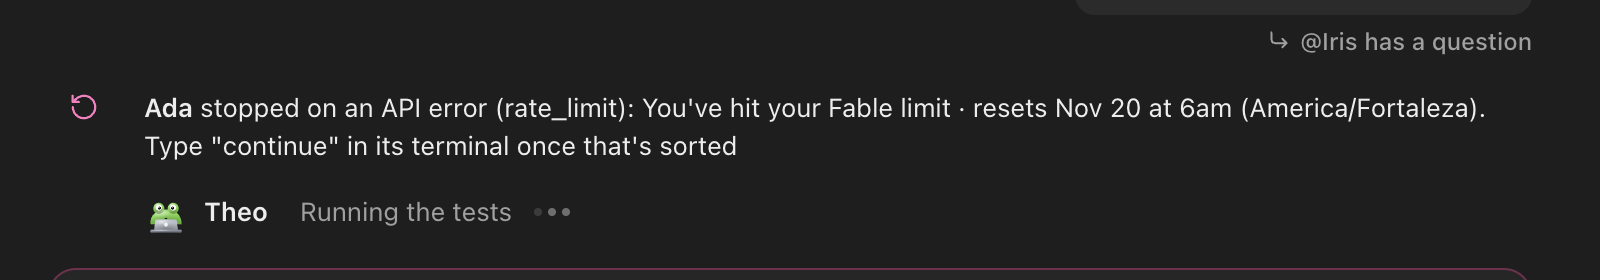 @Iris has a question
Ada stopped on an API error (rate_limit): You've hit your Fable limit · resets Nov 20 at 6am (America/Fortaleza).
Type "continue" in its terminal once that's sorted
Theo Running the tests